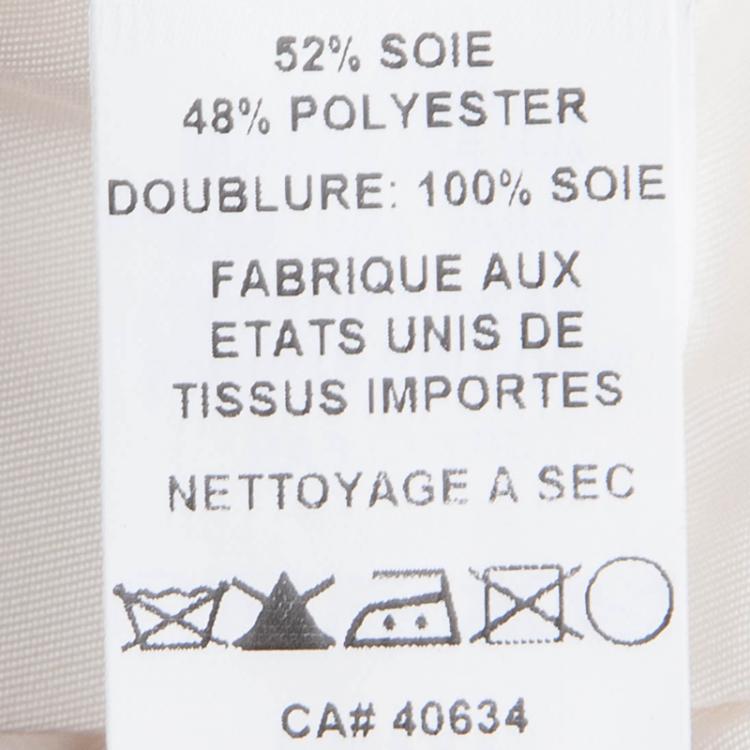 52% SOIE
48% POLYESTER
DOUBLURE: 100% SOIE
FABRIQUE AUX
ETATS UNIS DE
TISSUS IMPORTES
NETTOYAGE A SEC
CA# 40634